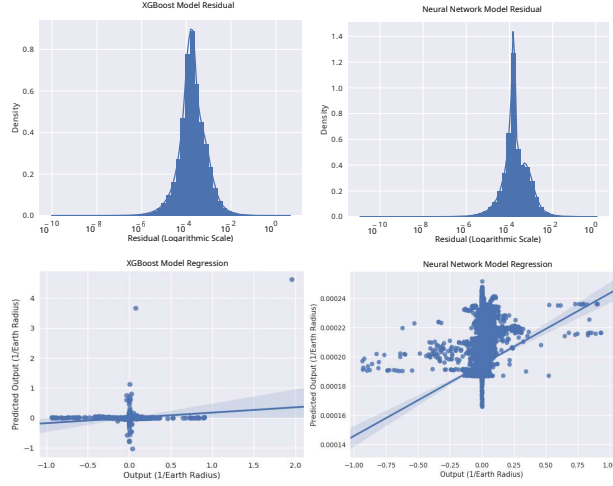 XGBoost Model Residual
Density
0.8
0.6
0.4
0.2
0.0
10^-10 10^-8 10^-6 10^-4 10^-2 10^0
Residual (Logarithmic Scale)
Neural Network Model Residual
Density
1.4
1.2
1.0
0.8
0.6
0.4
0.2
0.0
10^-10 10^-8 10^-6 10^-4 10^-2 10^0
Residual (Logarithmic Scale)
XGBoost Model Regression
Predicted Output (1/Earth Radius)
4
3
2
1
0
−1
−1.0 −0.5 0.0 0.5 1.0 1.5 2.0
Output (1/Earth Radius)
Neural Network Model Regression
Predicted Output (1/Earth Radius)
0.00024
0.00022
0.00020
0.00018
0.00016
0.00014
−1.00 −0.75 −0.50 −0.25 0.00 0.25 0.50 0.75 1.00
Output (1/Earth Radius)